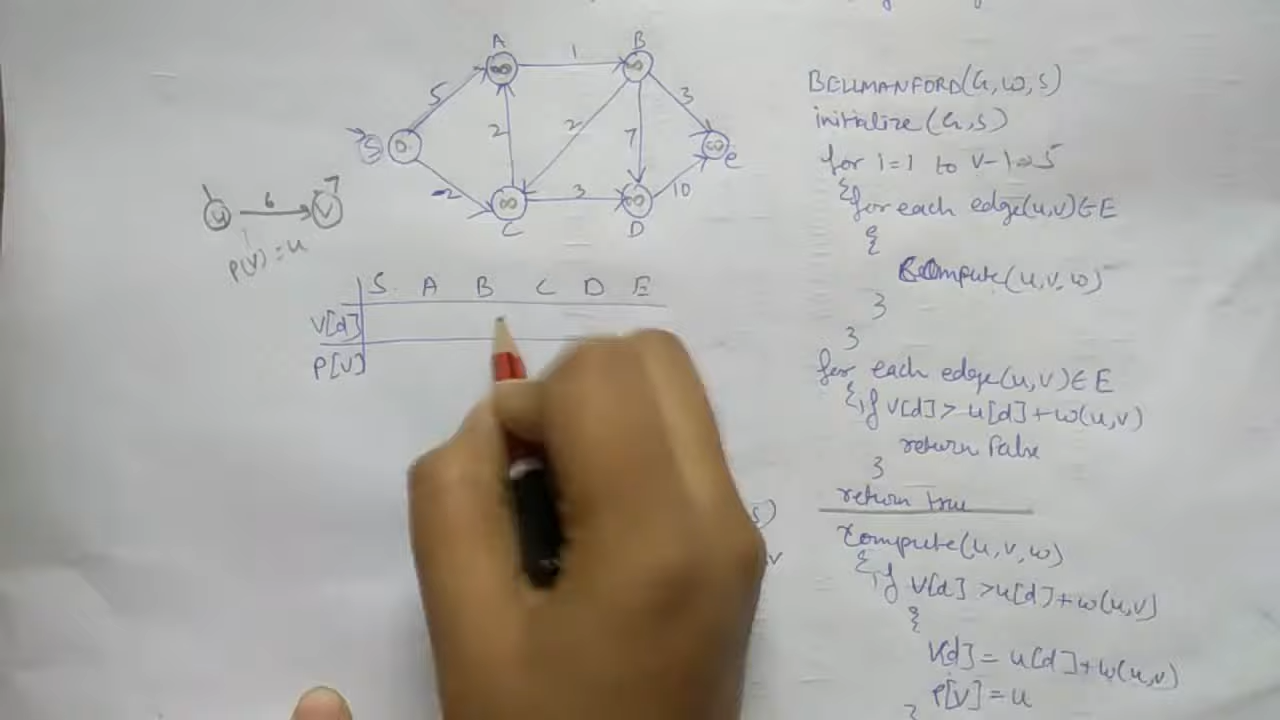 A
B
1
5
3
S
0
∞
∞
2
2
7
∞
e
-2
∞
3
∞
10
C
D
u
6
v
7
P(V)=u
S. A B C D E
V[d]
P[V]
s)
v
BELLMANFORD(G,W,S)
initialize(G,S)
for i=1 to V-1⇒5
{for each edge(u,v)∈E
{
Compute(u,v,w)
}
}
for each edge(u,v)∈E
{if v[d]>u[d]+w(u,v)
return False
}
return true
Compute(u,v,w)
{if V[d]>u[d]+w(u,v)
{
V[d]=u[d]+w(u,v)
P[V]=u
}